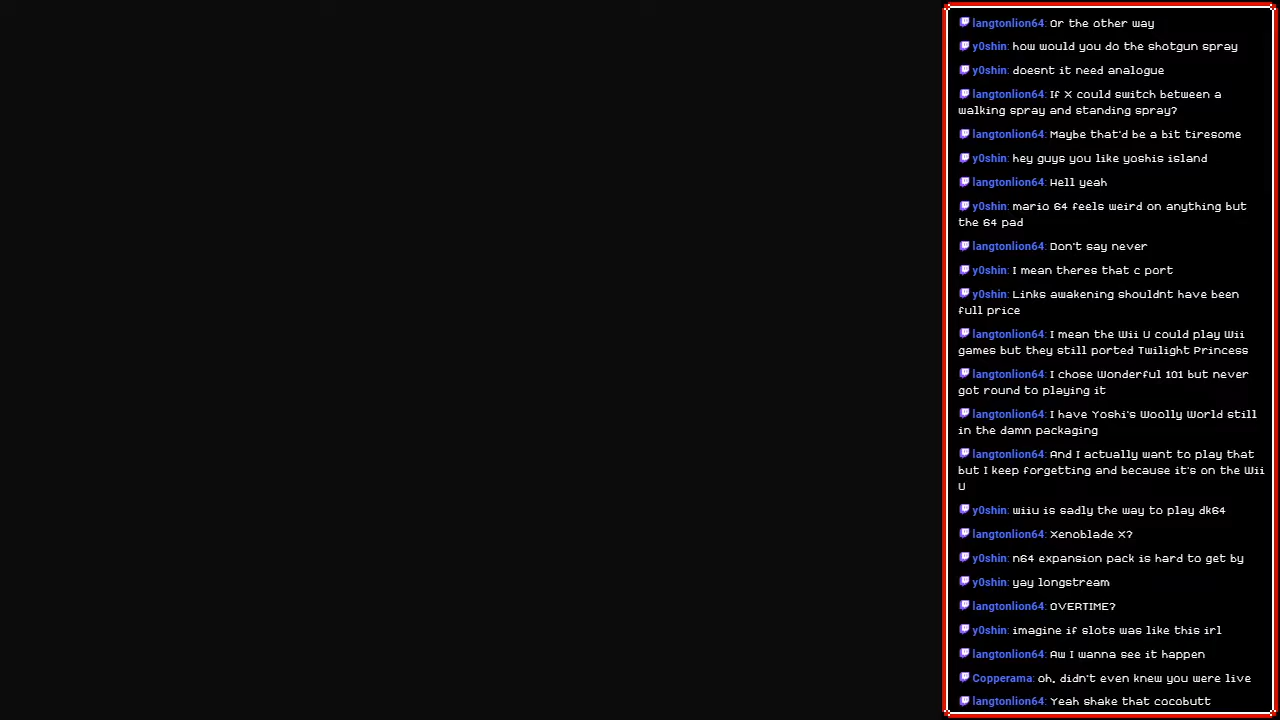 langtonlion64: Or the other way
y0shin: how would you do the shotgun spray
y0shin: doesnt it need analogue
langtonlion64: If X could switch between a
walking spray and standing spray?
langtonlion64: Maybe that'd be a bit tiresome
y0shin: hey guys you like yoshis island
langtonlion64: Hell yeah
y0shin: mario 64 feels weird on anything but
the 64 pad
langtonlion64: Don't say never
y0shin: I mean theres that c port
y0shin: Links awakening shouldnt have been
full price
langtonlion64: I mean the Wii U could play Wii
games but they still ported Twilight Princess
langtonlion64: I chose Wonderful 101 but never
got round to playing it
langtonlion64: I have Yoshi's Woolly World still
in the damn packaging
langtonlion64: And I actually want to play that
but I keep forgetting and because it's on the Wii
U
y0shin: wiiu is sadly the way to play dk64
langtonlion64: Xenoblade X?
y0shin: n64 expansion pack is hard to get by
y0shin: yay longstream
langtonlion64: OVERTIME?
y0shin: imagine if slots was like this irl
langtonlion64: Aw I wanna see it happen
Copperama: oh, didn't even knew you were live
langtonlion64: Yeah shake that cocobutt